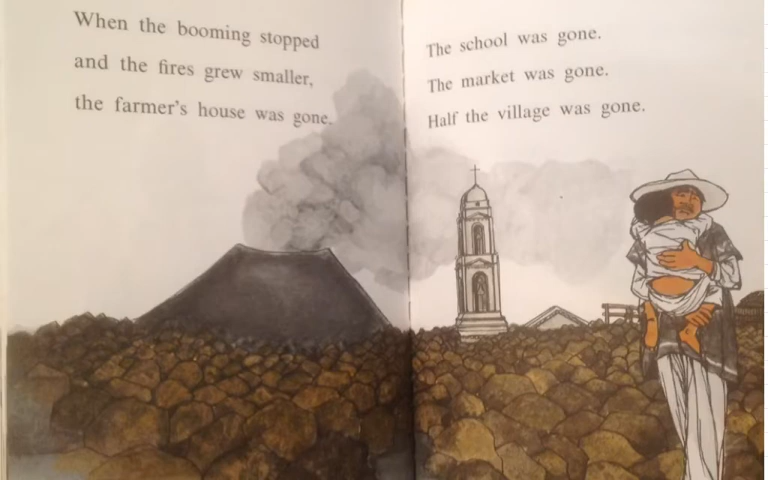 When the booming stopped
and the fires grew smaller,
the farmer's house was gone.
The school was gone.
The market was gone.
Half the village was gone.